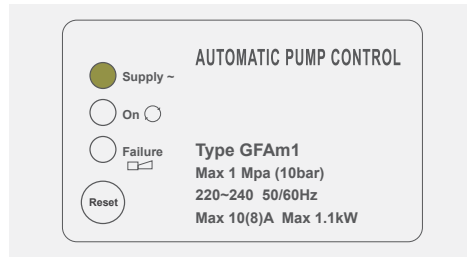 AUTOMATIC PUMP CONTROL
Supply ~
On
Failure
Reset
Type GFAm1
Max 1 Mpa (10bar)
220~240 50/60Hz
Max 10(8)A Max 1.1kW